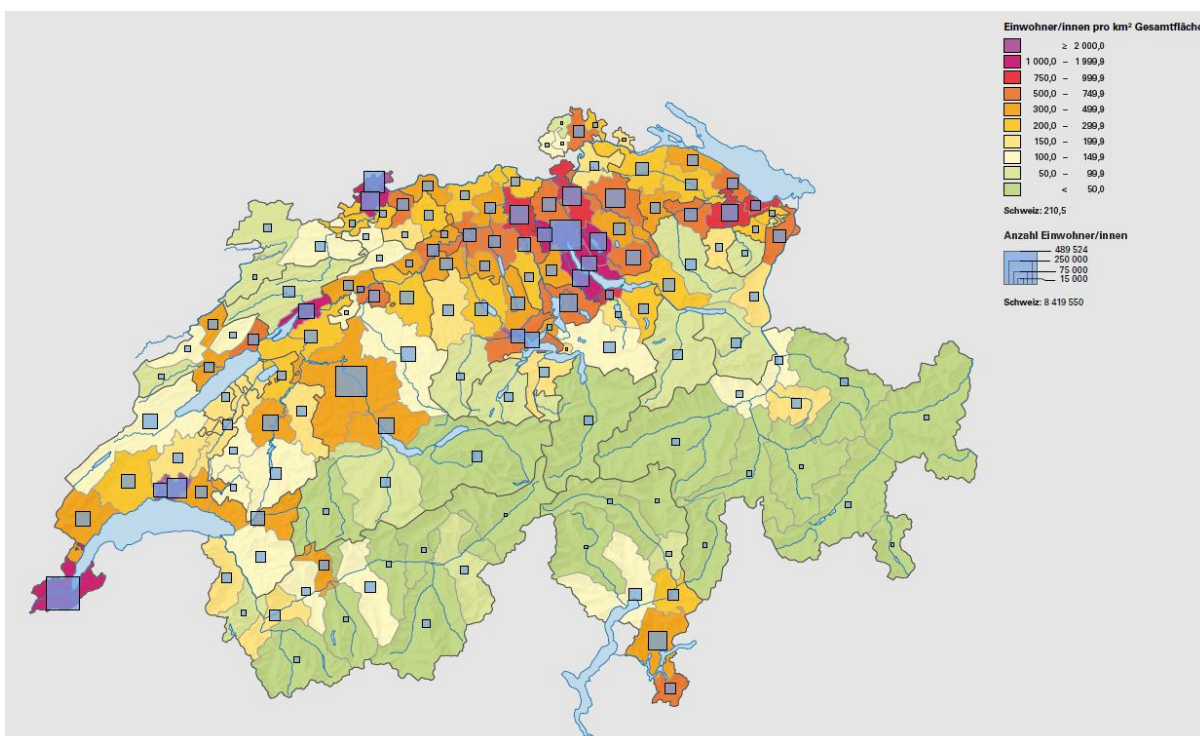 Einwohner/innen pro km² Gesamtfläche
≥ 2 000,0
1 000,0 – 1 999,9
750,0 – 999,9
500,0 – 749,9
300,0 – 499,9
200,0 – 299,9
150,0 – 199,9
100,0 – 149,9
50,0 – 99,9
< 50,0
Schweiz: 210,5
Anzahl Einwohner/innen
489 524
250 000
75 000
15 000
Schweiz: 8 419 550